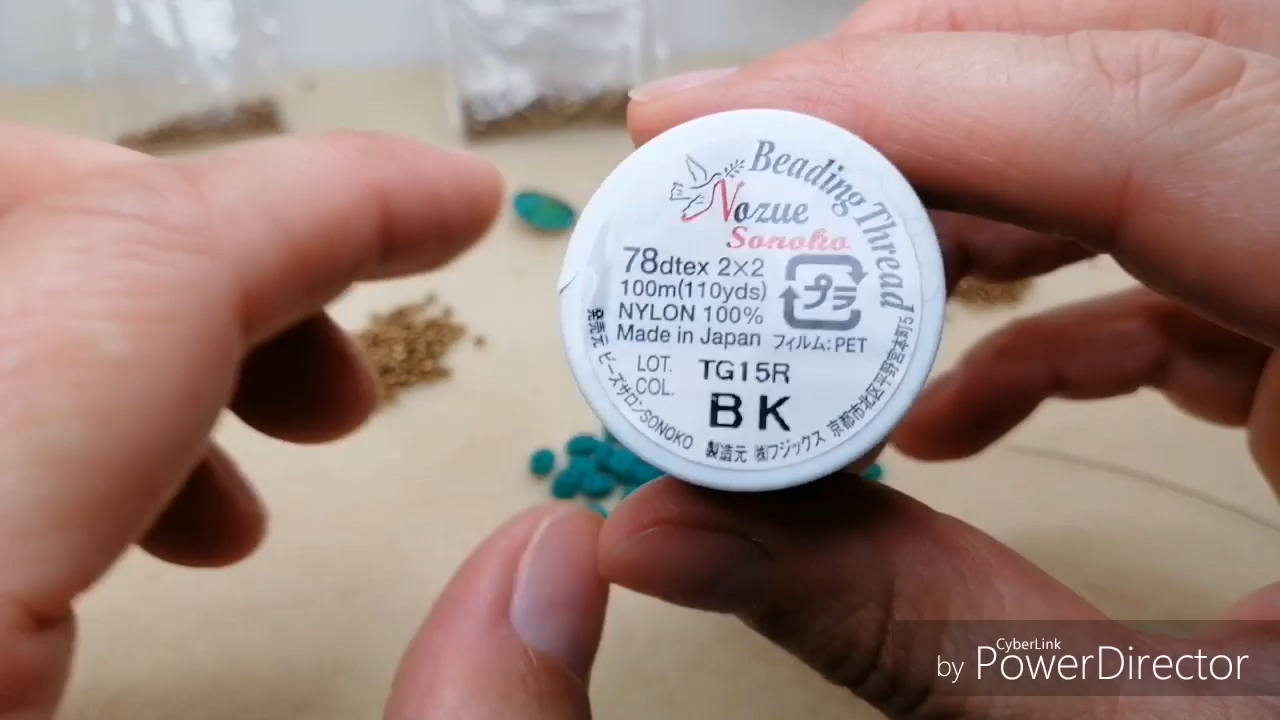 Beading Thread
Nozue
Sonoko
78dtex 2×2
100m(110yds)
NYLON 100%
Made in Japan フィルム:PET
プラ
LOT. TG15R
COL. BK
発売元 ビーズサロンSONOKO 製造元 ㈱フジックス 京都市北区平野宮本町5
CyberLink
by PowerDirector